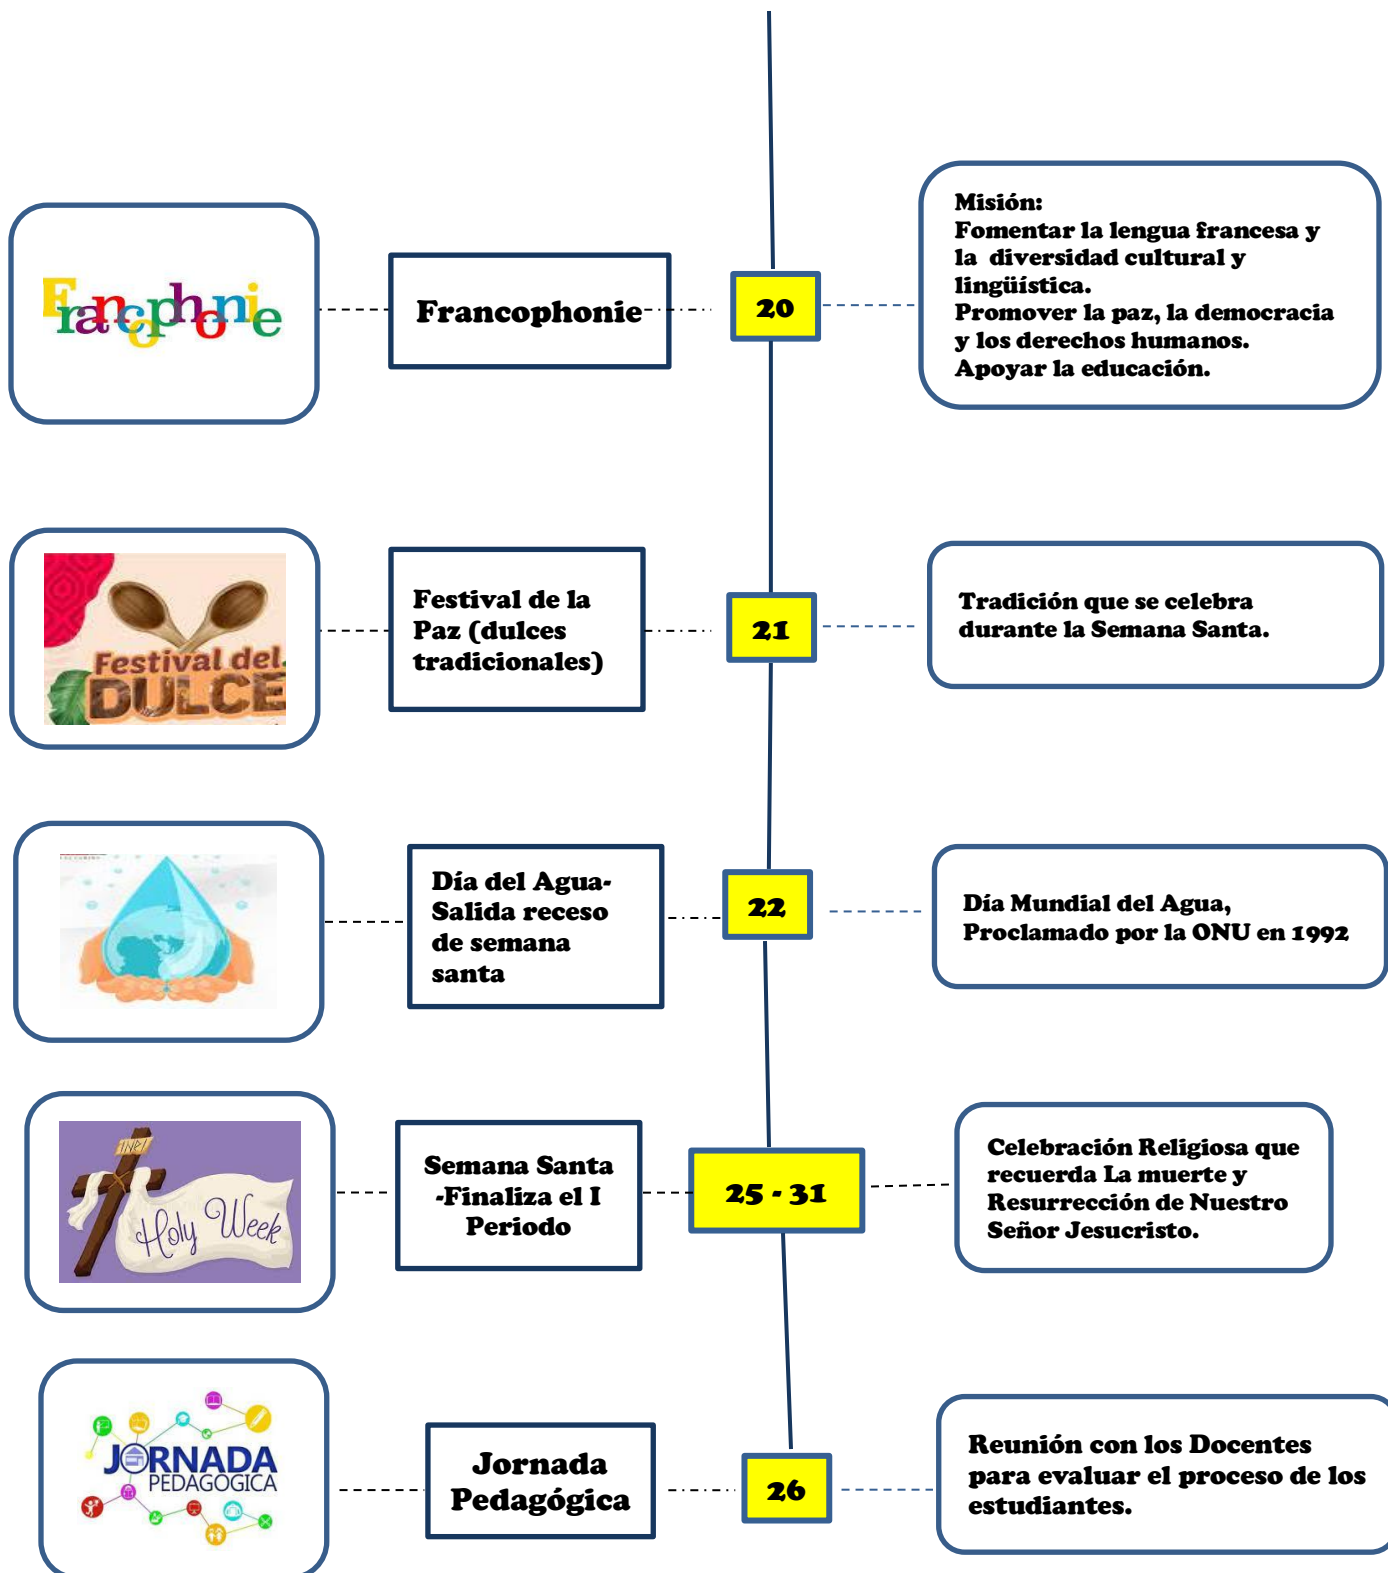 Francophonie
Francophonie
20
Misión:
Fomentar la lengua francesa y
la diversidad cultural y
lingüística.
Promover la paz, la democracia
y los derechos humanos.
Apoyar la educación.
Festival del
DULCE
Festival de la
Paz (dulces
tradicionales)
21
Tradición que se celebra
durante la Semana Santa.
Día del Agua-
Salida receso
de semana
santa
22
Día Mundial del Agua,
Proclamado por la ONU en 1992
INRI
Holy Week
Semana Santa
-Finaliza el I
Periodo
25 - 31
Celebración Religiosa que
recuerda La muerte y
Resurrección de Nuestro
Señor Jesucristo.
JORNADA
PEDAGÓGICA
Jornada
Pedagógica
26
Reunión con los Docentes
para evaluar el proceso de los
estudiantes.